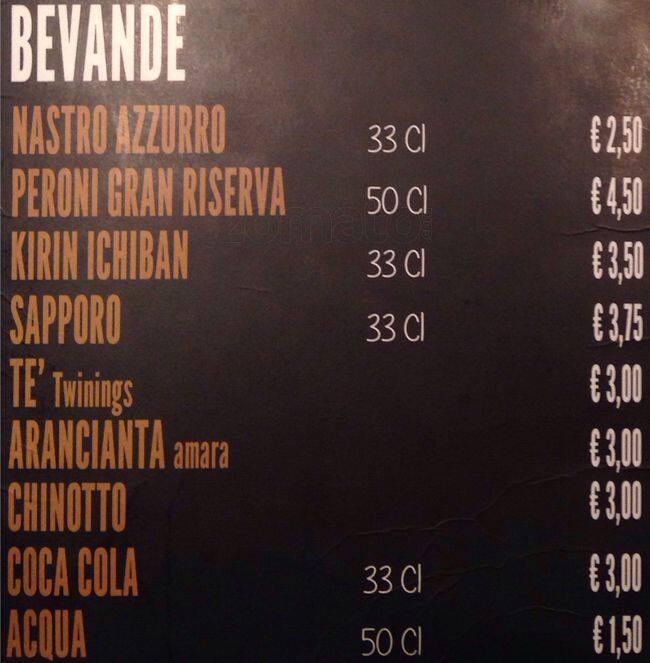 BEVANDE
NASTRO AZZURRO 33 Cl € 2,50
PERONI GRAN RISERVA 50 Cl € 4,50
zomato
KIRIN ICHIBAN 33 Cl € 3,50
SAPPORO 33 Cl € 3,75
TE' Twinings € 3,00
ARANCIANTA amara € 3,00
CHINOTTO € 3,00
COCA COLA 33 Cl € 3,00
ACQUA 50 Cl € 1,50